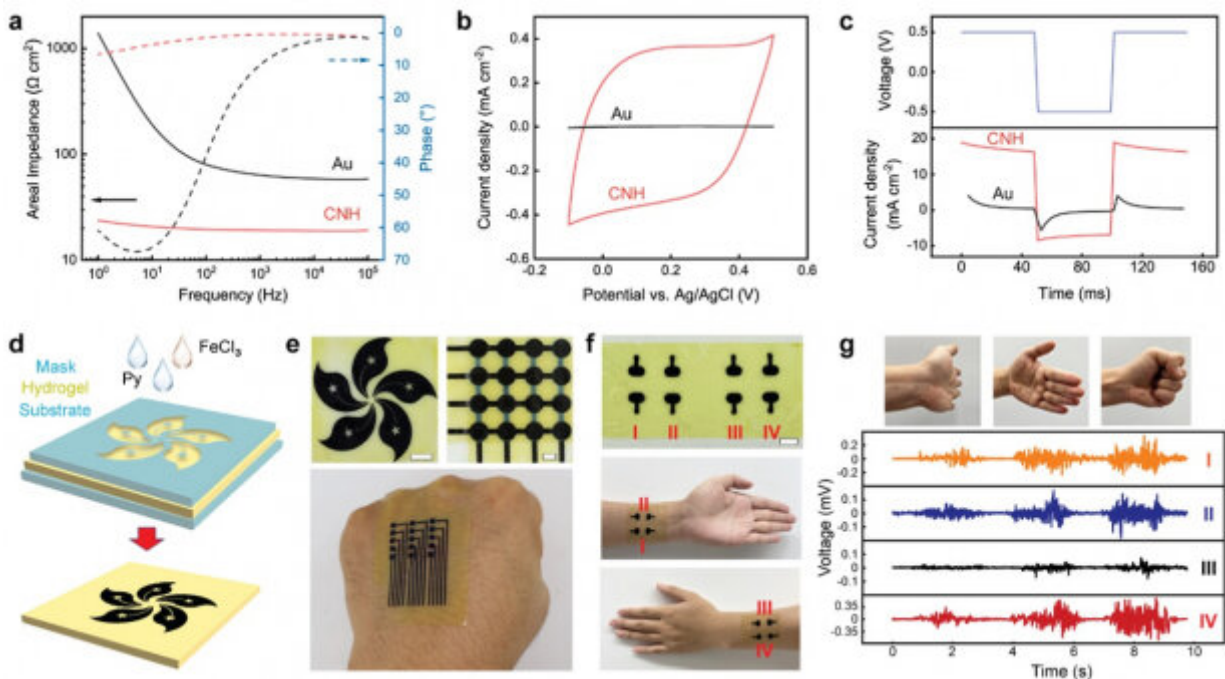 a
1000
100
10
Areal Impedance (Ω cm²)
Au
CNH
0
10
20
30
40
50
60
70
Phase (°)
10⁰ 10¹ 10² 10³ 10⁴ 10⁵
Frequency (Hz)
b
0.4
0.2
0.0
-0.2
-0.4
-0.6
Current density (mA cm⁻²)
Au
CNH
-0.2 0.0 0.2 0.4 0.6
Potential vs. Ag/AgCl (V)
c
0.5
0.0
-0.5
Voltage (V)
20
10
0
-10
Current density
(mA cm⁻²)
CNH
Au
0 40 80 120 160
Time (ms)
d
Mask
Hydrogel
Substrate
Py
FeCl₃
e
f
I II III IV
II
I
III
IV
g
0.2
0.0
-0.2
I
0.1
0.0
-0.1
II
0.1
0.0
-0.1
III
0.35
0.00
-0.35
IV
Voltage (mV)
0 2 4 6 8 10
Time (s)